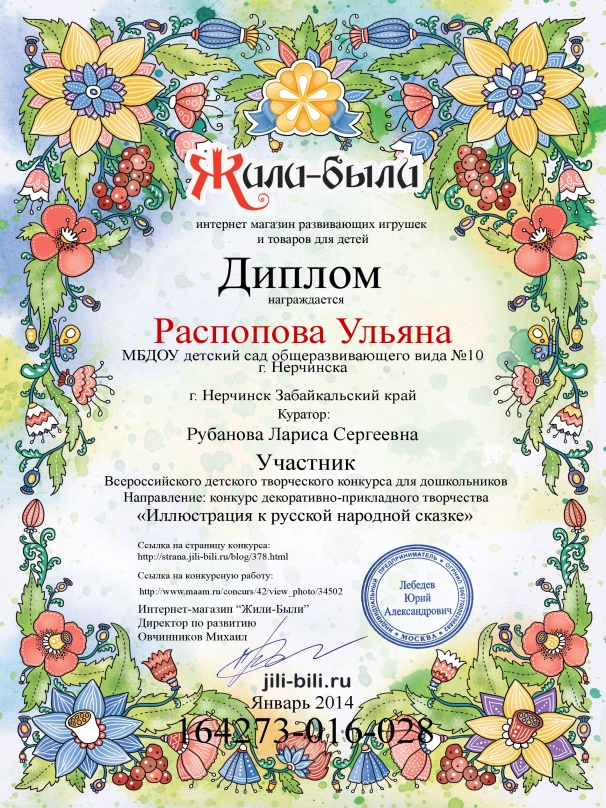 Жили-были
интернет магазин развивающих игрушек
и товаров для детей
Диплом
награждается
Распопова Ульяна
МБДОУ детский сад общеразвивающего вида №10
г. Нерчинска
г. Нерчинск Забайкальский край
Куратор:
Рубанова Лариса Сергеевна
Участник
Всероссийского детского творческого конкурса для дошкольников
Направление: конкурс декоративно-прикладного творчества
«Иллюстрация к русской народной сказке»
Ссылка на страницу конкурса:
http://strana.jili-bili.ru/blog/378.html
Ссылка на конкурсную работу:
http://www.maam.ru/concurs/42/view_photo/34502
Интернет-магазин “Жили-Были”
Директор по развитию
Овчинников Михаил
ИНДИВИДУАЛЬНЫЙ ПРЕДПРИНИМАТЕЛЬ
Лебедев
Юрий
Александрович
МОСКВА
jili-bili.ru
Январь 2014
164273-016-028